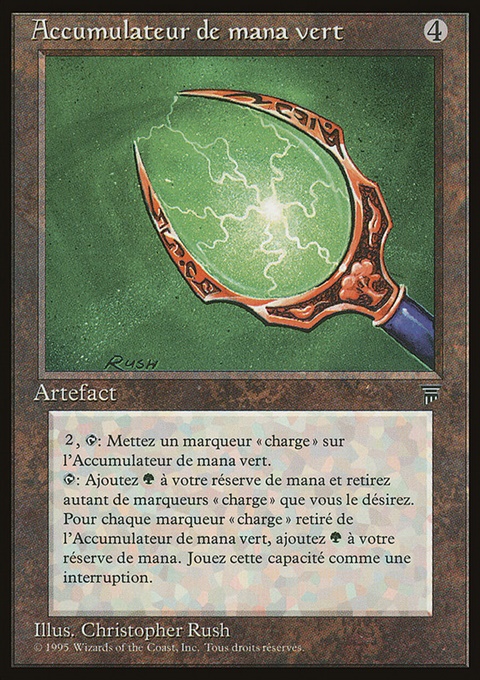 Accumulateur de mana vert 4
RUSH
Artefact
2, : Mettez un marqueur «charge» sur
l'Accumulateur de mana vert.
: Ajoutez à votre réserve de mana et retirez
autant de marqueurs «charge» que vous le désirez.
Pour chaque marqueur «charge» retiré de
l'Accumulateur de mana vert, ajoutez à votre
réserve de mana. Jouez cette capacité comme une
interruption.
Illus. Christopher Rush
© 1995 Wizards of the Coast, Inc. Tous droits réservés.